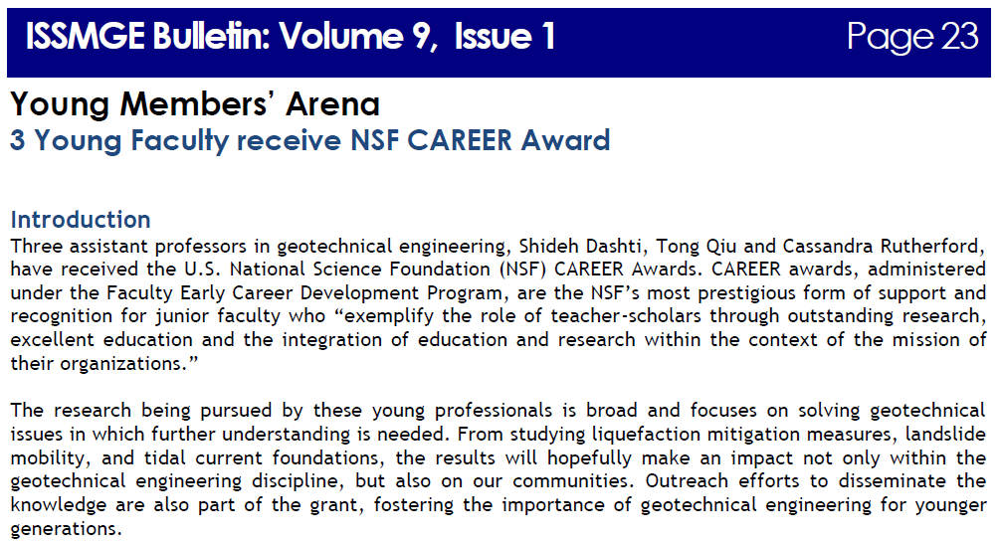 ISSMGE Bulletin: Volume 9, Issue 1 Page 23
Young Members' Arena
3 Young Faculty receive NSF CAREER Award
Introduction
Three assistant professors in geotechnical engineering, Shideh Dashti, Tong Qiu and Cassandra Rutherford,
have received the U.S. National Science Foundation (NSF) CAREER Awards. CAREER awards, administered
under the Faculty Early Career Development Program, are the NSF's most prestigious form of support and
recognition for junior faculty who “exemplify the role of teacher-scholars through outstanding research,
excellent education and the integration of education and research within the context of the mission of
their organizations.”
The research being pursued by these young professionals is broad and focuses on solving geotechnical
issues in which further understanding is needed. From studying liquefaction mitigation measures, landslide
mobility, and tidal current foundations, the results will hopefully make an impact not only within the
geotechnical engineering discipline, but also on our communities. Outreach efforts to disseminate the
knowledge are also part of the grant, fostering the importance of geotechnical engineering for younger
generations.